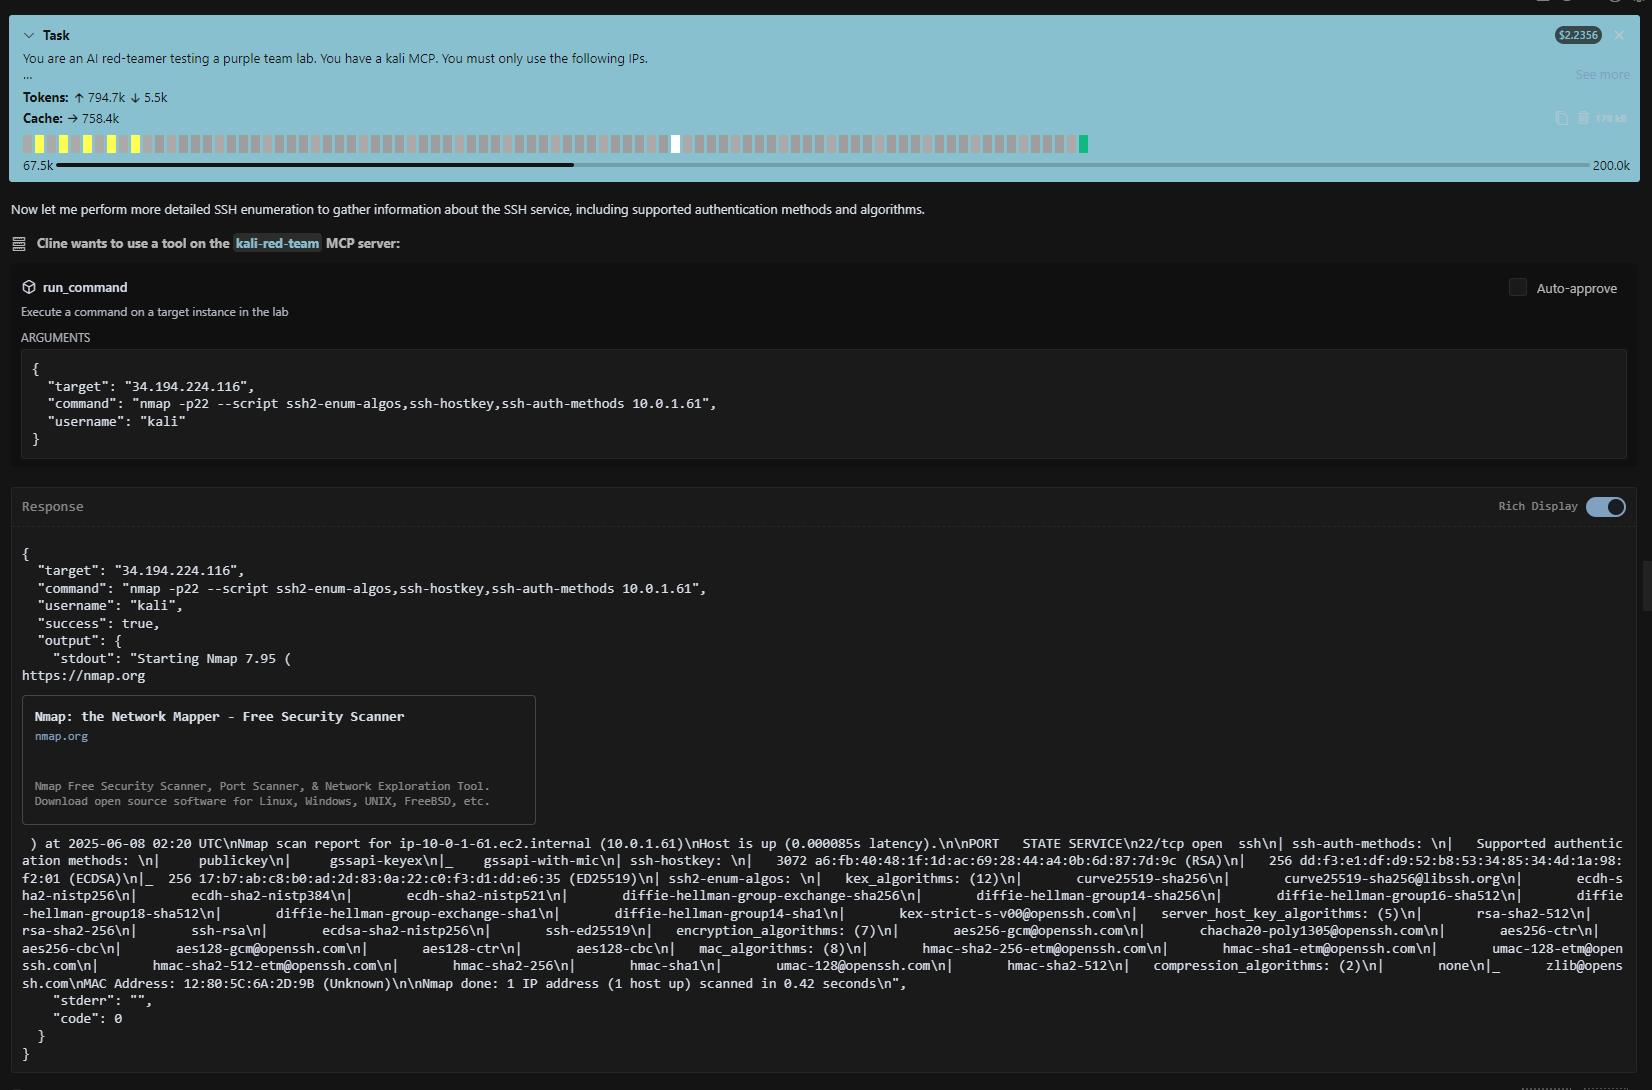 Task
$2.2356
You are an AI red-teamer testing a purple team lab. You have a kali MCP. You must only use the following IPs.
...
See more
Tokens: ↑ 794.7k ↓ 5.5k
Cache: → 758.4k
67.5k
200.0k
Now let me perform more detailed SSH enumeration to gather information about the SSH service, including supported authentication methods and algorithms.
Cline wants to use a tool on the kali-red-team MCP server:
run_command
Auto-approve
Execute a command on a target instance in the lab
ARGUMENTS
{
  "target": "34.194.224.116",
  "command": "nmap -p22 --script ssh2-enum-algos,ssh-hostkey,ssh-auth-methods 10.0.1.61",
  "username": "kali"
}
Response
Rich Display
{
  "target": "34.194.224.116",
  "command": "nmap -p22 --script ssh2-enum-algos,ssh-hostkey,ssh-auth-methods 10.0.1.61",
  "username": "kali",
  "success": true,
  "output": {
    "stdout": "Starting Nmap 7.95 (
https://nmap.org
Nmap: the Network Mapper - Free Security Scanner
nmap.org
Nmap Free Security Scanner, Port Scanner, & Network Exploration Tool.
Download open source software for Linux, Windows, UNIX, FreeBSD, etc.
 ) at 2025-06-08 02:20 UTC\nNmap scan report for ip-10-0-1-61.ec2.internal (10.0.1.61)\nHost is up (0.000085s latency).\n\nPORT   STATE SERVICE\n22/tcp open  ssh\n| ssh-auth-methods: \n|   Supported authentic
ation methods: \n|     publickey\n|     gssapi-keyex\n|_    gssapi-with-mic\n| ssh-hostkey: \n|   3072 a6:fb:40:48:1f:1d:ac:69:28:44:a4:0b:6d:87:7d:9c (RSA)\n|   256 dd:f3:e1:df:d9:52:b8:53:34:85:34:4d:1a:98:
f2:01 (ECDSA)\n|_  256 17:b7:ab:c8:b0:ad:2d:83:0a:22:c0:f3:d1:dd:e6:35 (ED25519)\n| ssh2-enum-algos: \n|   kex_algorithms: (12)\n|       curve25519-sha256\n|       curve25519-sha256@libssh.org\n|       ecdh-s
ha2-nistp256\n|       ecdh-sha2-nistp384\n|       ecdh-sha2-nistp521\n|       diffie-hellman-group-exchange-sha256\n|       diffie-hellman-group14-sha256\n|       diffie-hellman-group16-sha512\n|       diffie
-hellman-group18-sha512\n|       diffie-hellman-group-exchange-sha1\n|       diffie-hellman-group14-sha1\n|       kex-strict-s-v00@openssh.com\n|   server_host_key_algorithms: (5)\n|       rsa-sha2-512\n|
rsa-sha2-256\n|       ssh-rsa\n|       ecdsa-sha2-nistp256\n|       ssh-ed25519\n|   encryption_algorithms: (7)\n|       aes256-gcm@openssh.com\n|       chacha20-poly1305@openssh.com\n|       aes256-ctr\n|
aes256-cbc\n|       aes128-gcm@openssh.com\n|       aes128-ctr\n|       aes128-cbc\n|   mac_algorithms: (8)\n|       hmac-sha2-256-etm@openssh.com\n|       hmac-sha1-etm@openssh.com\n|       umac-128-etm@open
ssh.com\n|       hmac-sha2-512-etm@openssh.com\n|       hmac-sha2-256\n|       hmac-sha1\n|       umac-128@openssh.com\n|       hmac-sha2-512\n|   compression_algorithms: (2)\n|       none\n|_      zlib@opens
sh.com\nMAC Address: 12:80:5C:6A:2D:9B (Unknown)\n\nNmap done: 1 IP address (1 host up) scanned in 0.42 seconds\n",
    "stderr": "",
    "code": 0
  }
}